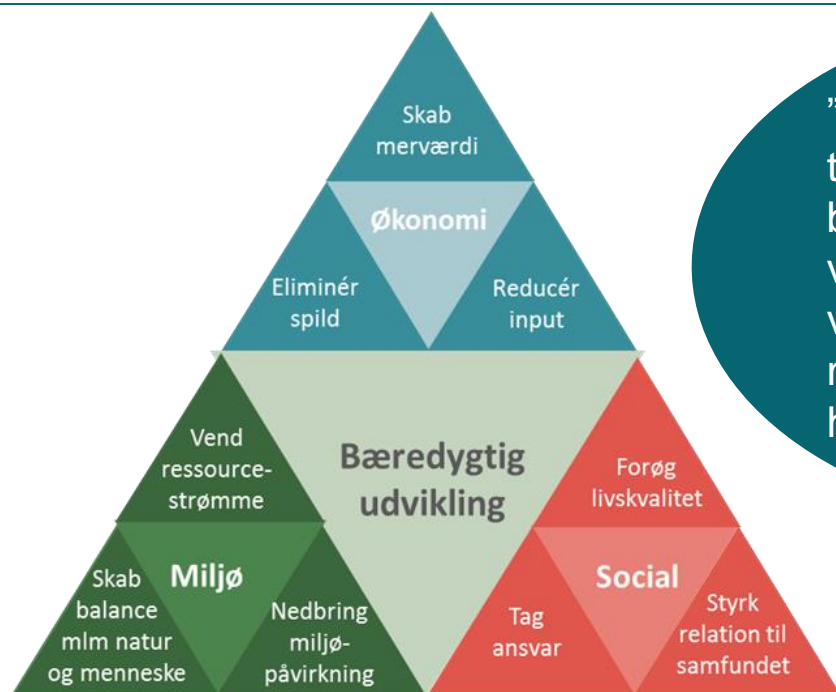 Skab
merværdi
Økonomi
Eliminér
spild
Reducér
input
Vend
ressource-
strømme
Bæredygtig
udvikling
Forøg
livskvalitet
Miljø
Skab
balance
mlm natur
og menneske
Nedbring
miljø-
påvirkning
Social
Tag
ansvar
Styrk
relation til
samfundet